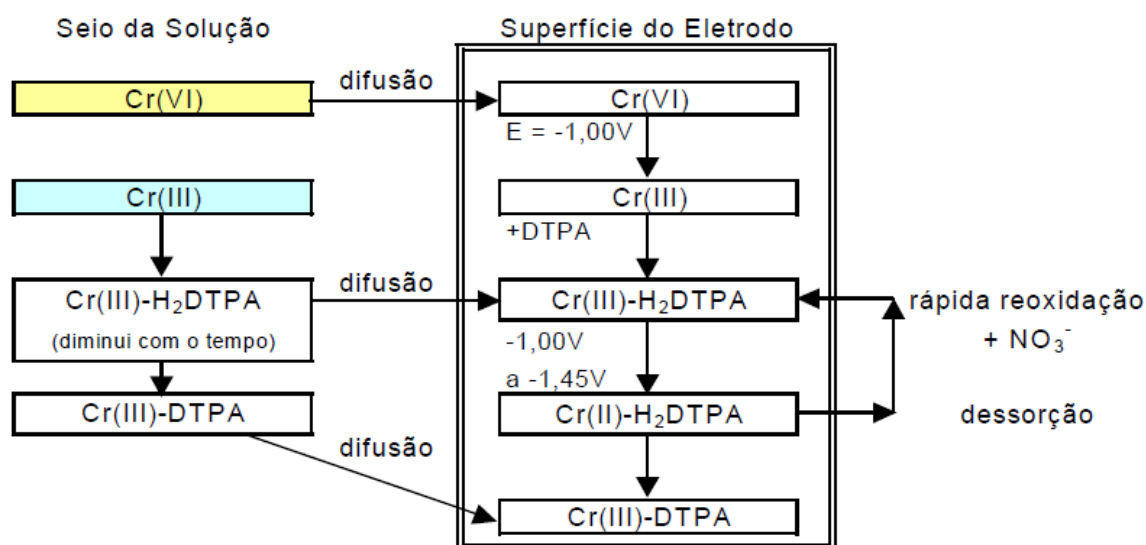 Seio da Solução
Superfície do Eletrodo
Cr(VI)
difusão
Cr(VI)
E = -1,00V
Cr(III)
Cr(III)
+DTPA
Cr(III)-H₂DTPA
(diminui com o tempo)
difusão
Cr(III)-H₂DTPA
rápida reoxidação
+ NO₃⁻
-1,00V
a -1,45V
Cr(III)-DTPA
Cr(II)-H₂DTPA
dessorção
difusão
Cr(III)-DTPA